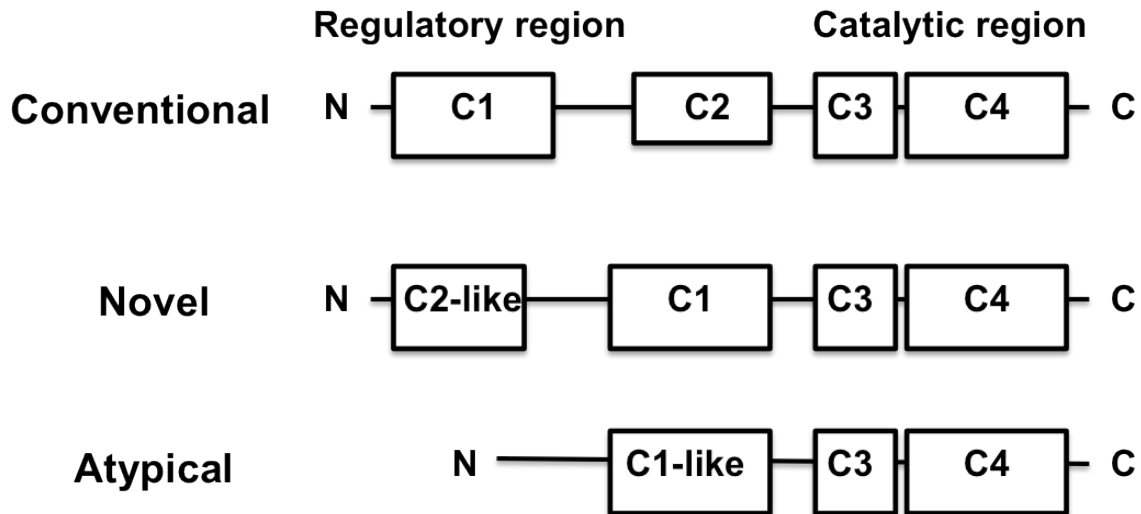 Regulatory region Catalytic region
Conventional N C1 C2 C3 C4 C
Novel N C2-like C1 C3 C4 C
Atypical N C1-like C3 C4 C